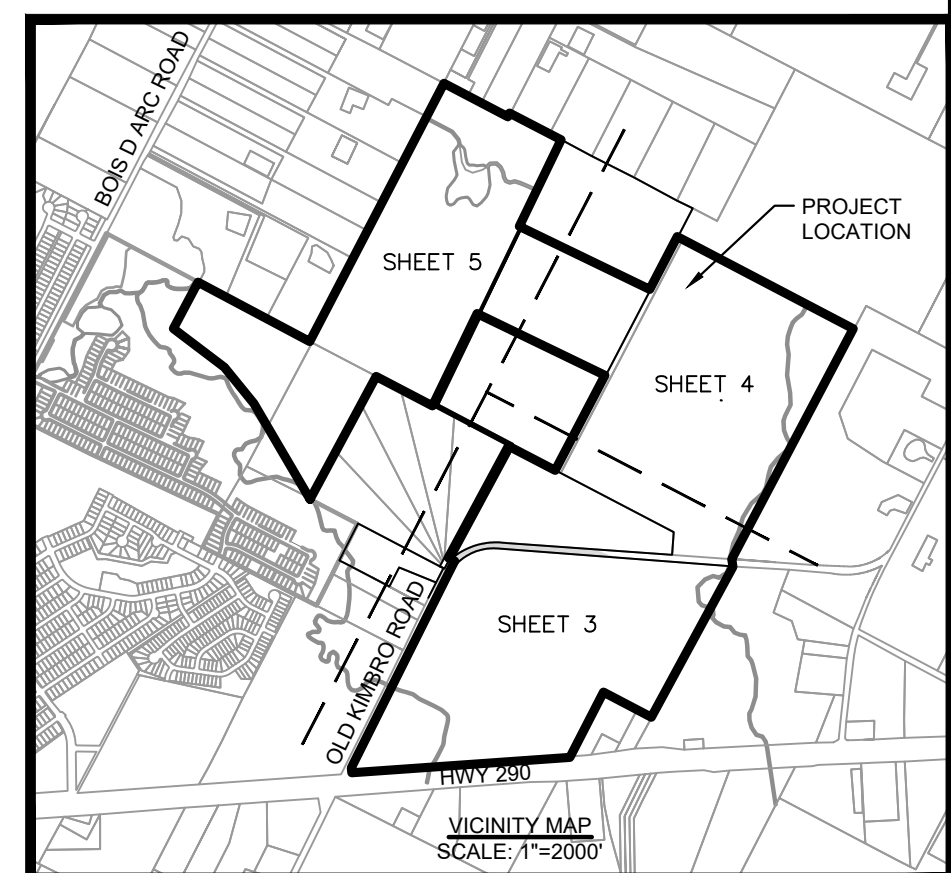 BOIS D ARC ROAD
PROJECT
LOCATION
SHEET 5
SHEET 4
SHEET 3
OLD KIMBRO ROAD
HWY 290
VICINITY MAP
SCALE: 1"=2000'